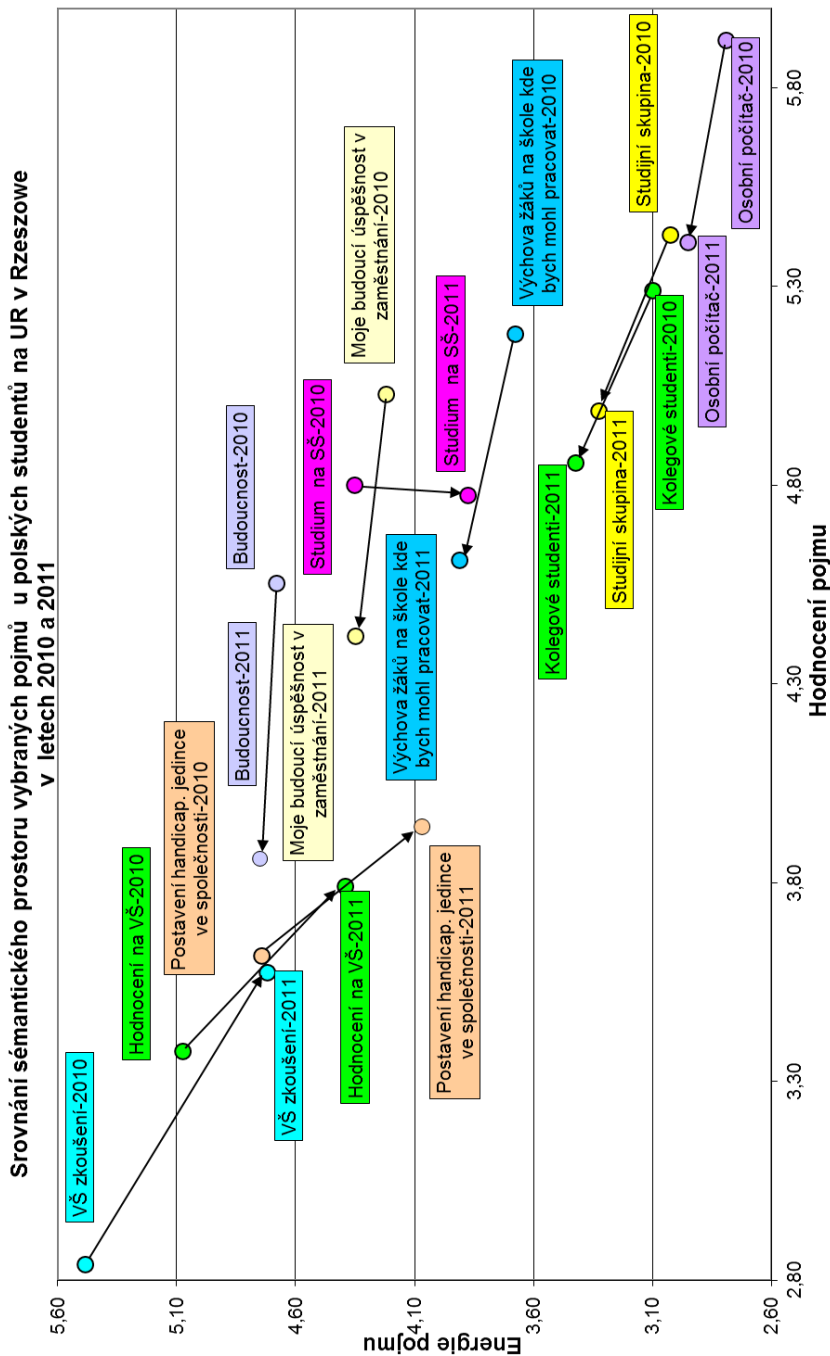 Srovnání sémantického prostoru vybraných pojmů u polských studentů na UR v Rzeszowe
v letech 2010 a 2011
Energie pojmu
5,60
5,10
4,60
4,10
3,60
3,10
2,60
VŠ zkoušení-2010
Hodnocení na VŠ-2010
Postavení handicap. jedince
ve společnosti-2010
Budoucnost-2011
Budoucnost-2010
Studium na SŠ-2010
Moje budoucí úspěšnost v
zaměstnání-2010
VŠ zkoušení-2011
Hodnocení na VŠ-2011
Moje budoucí úspěšnost v
zaměstnání-2011
Postavení handicap. jedince
ve společnosti-2011
Výchova žáků na škole kde
bych mohl pracovat-2011
Studium na SŠ-2011
Výchova žáků na škole kde
bych mohl pracovat-2010
Kolegové studenti-2011
Studijní skupina-2011
Kolegové studenti-2010
Studijní skupina-2010
Osobní počítač-2011
Osobní počítač-2010
2,80
3,30
3,80
4,30
4,80
5,30
5,80
Hodnocení pojmu